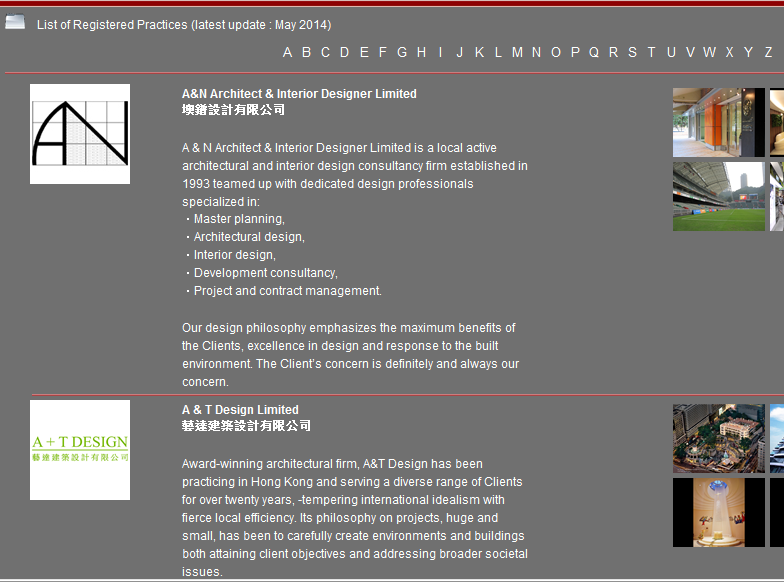 List of Registered Practices (latest update : May 2014)
A B C D E F G H I J K L M N O P Q R S T U V W X Y Z
AN
A&N Architect & Interior Designer Limited
設計有限公司
A & N Architect & Interior Designer Limited is a local active
architectural and interior design consultancy firm established in
1993 teamed up with dedicated design professionals
specialized in:
・Master planning,
・Architectural design,
・Interior design,
・Development consultancy,
・Project and contract management.
Our design philosophy emphasizes the maximum benefits of
the Clients, excellence in design and response to the built
environment. The Client's concern is definitely and always our
concern.
A + T DESIGN
藝達建築設計有限公司
A & T Design Limited
藝達建築設計有限公司
Award-winning architectural firm, A&T Design has been
practicing in Hong Kong and serving a diverse range of Clients
for over twenty years, -tempering international idealism with
fierce local efficiency. Its philosophy on projects, huge and
small, has been to carefully create environments and buildings
both attaining client objectives and addressing broader societal
issues.